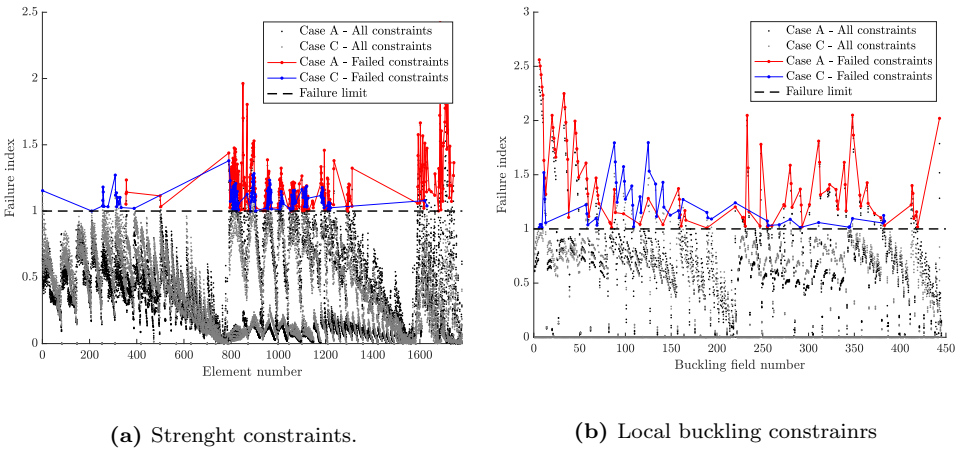 2.5
2
1.5
1
0.5
0
Failure index
0 200 400 600 800 1000 1200 1400 1600
Element number
Case A - All constraints
Case C - All constraints
Case A - Failed constraints
Case C - Failed constraints
Failure limit
(a) Strenght constraints.
3
2.5
2
1.5
1
0.5
0
Failure index
0 50 100 150 200 250 300 350 400 450
Buckling field number
Case A - All constraints
Case C - All constraints
Case A - Failed constraints
Case C - Failed constraints
Failure limit
(b) Local buckling constrainrs